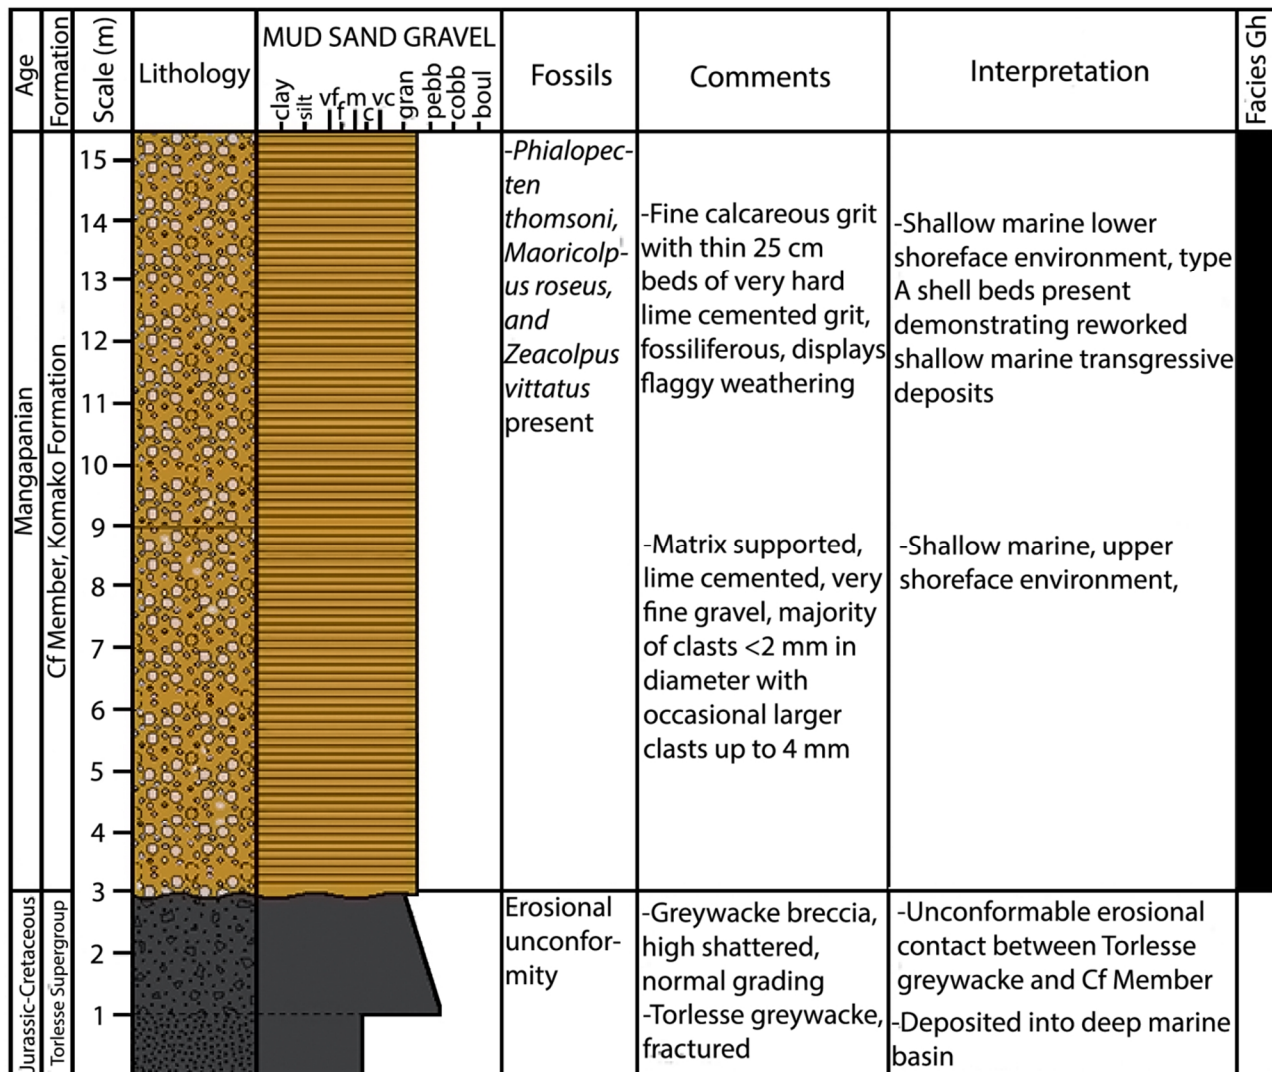 Age
Formation
Scale (m)
Lithology
MUD SAND GRAVEL
clay
silt
vf
f
m
c
vc
gran
pebb
cobb
boul
Fossils
Comments
Interpretation
Facies Gh
Mangapanian
Cf Member, Komako Formation
15
14
13
12
11
10
9
8
7
6
5
4
3
2
1
-Phialopec-
ten
thomsoni,
Maoricolp-
us roseus,
and
Zeacolpus
vittatus
present
-Fine calcareous grit
with thin 25 cm
beds of very hard
lime cemented grit,
fossiliferous, displays
flaggy weathering
-Shallow marine lower
shoreface environment, type
A shell beds present
demonstrating reworked
shallow marine transgressive
deposits
-Matrix supported,
lime cemented, very
fine gravel, majority
of clasts <2 mm in
diameter with
occasional larger
clasts up to 4 mm
-Shallow marine, upper
shoreface environment,
Jurassic-Cretaceous
Torlesse Supergroup
Erosional
unconfor-
mity
-Greywacke breccia,
high shattered,
normal grading
-Torlesse greywacke,
fractured
-Unconformable erosional
contact between Torlesse
greywacke and Cf Member
-Deposited into deep marine
basin